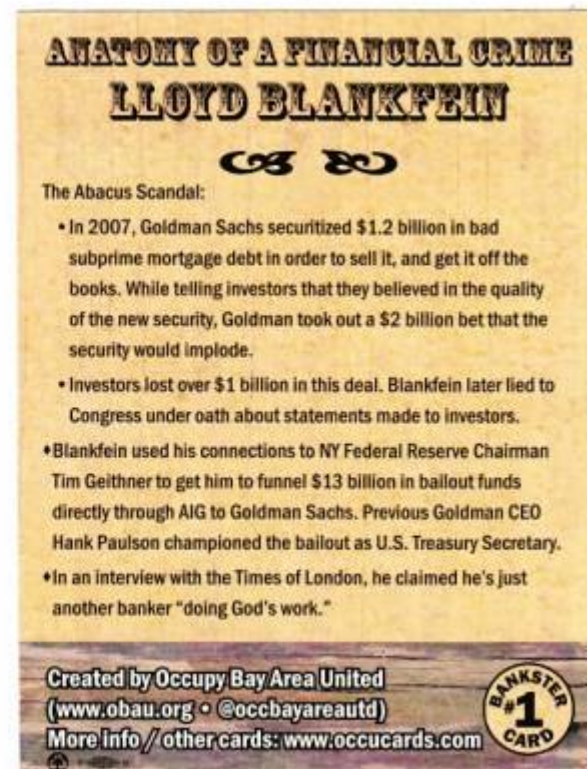 ANATOMY OF A FINANCIAL CRIME
LLOYD BLANKFEIN
The Abacus Scandal:
• In 2007, Goldman Sachs securitized $1.2 billion in bad
subprime mortgage debt in order to sell it, and get it off the
books. While telling investors that they believed in the quality
of the new security, Goldman took out a $2 billion bet that the
security would implode.
• Investors lost over $1 billion in this deal. Blankfein later lied to
Congress under oath about statements made to investors.
♦Blankfein used his connections to NY Federal Reserve Chairman
Tim Geithner to get him to funnel $13 billion in bailout funds
directly through AIG to Goldman Sachs. Previous Goldman CEO
Hank Paulson championed the bailout as U.S. Treasury Secretary.
♦In an interview with the Times of London, he claimed he's just
another banker “doing God's work.”
Created by Occupy Bay Area United
(www.obau.org • @occbayareautd)
More info / other cards: www.occucards.com
BANKSTER
#1
CARD